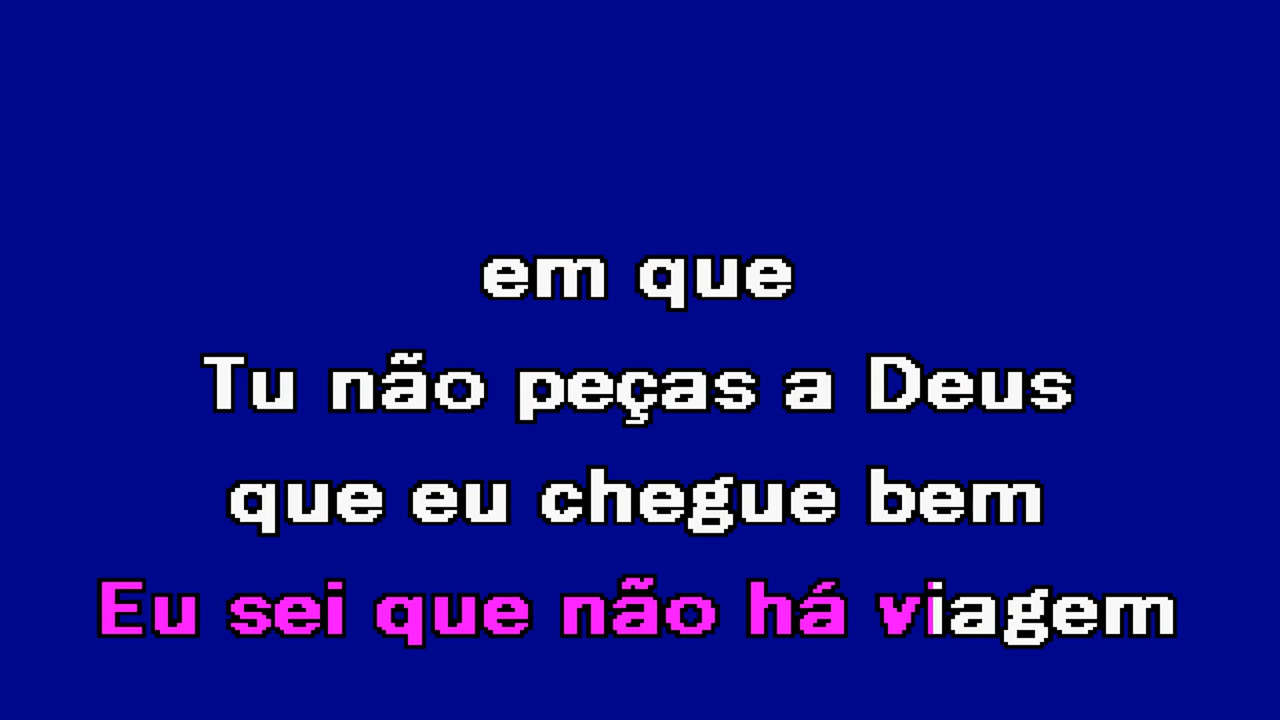 em que
Tu não peças a Deus
que eu chegue bem
Eu sei que não há viagem